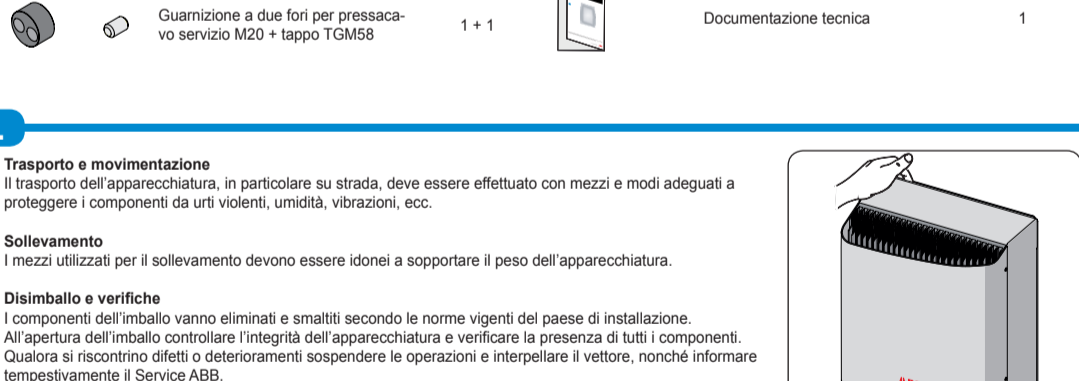 Guarnizione a due fori per pressaca-
vo servizio M20 + tappo TGM58
1 + 1
Documentazione tecnica
1
Trasporto e movimentazione
Il trasporto dell'apparecchiatura, in particolare su strada, deve essere effettuato con mezzi e modi adeguati a
proteggere i componenti da urti violenti, umidità, vibrazioni, ecc.
Sollevamento
I mezzi utilizzati per il sollevamento devono essere idonei a sopportare il peso dell'apparecchiatura.
Disimballo e verifiche
I componenti dell'imballo vanno eliminati e smaltiti secondo le norme vigenti del paese di installazione.
All'apertura dell'imballo controllare l'integrità dell'apparecchiatura e verificare la presenza di tutti i componenti.
Qualora si riscontrino difetti o deterioramenti sospendere le operazioni e interpellare il vettore, nonché informare
tempestivamente il Service ABB.